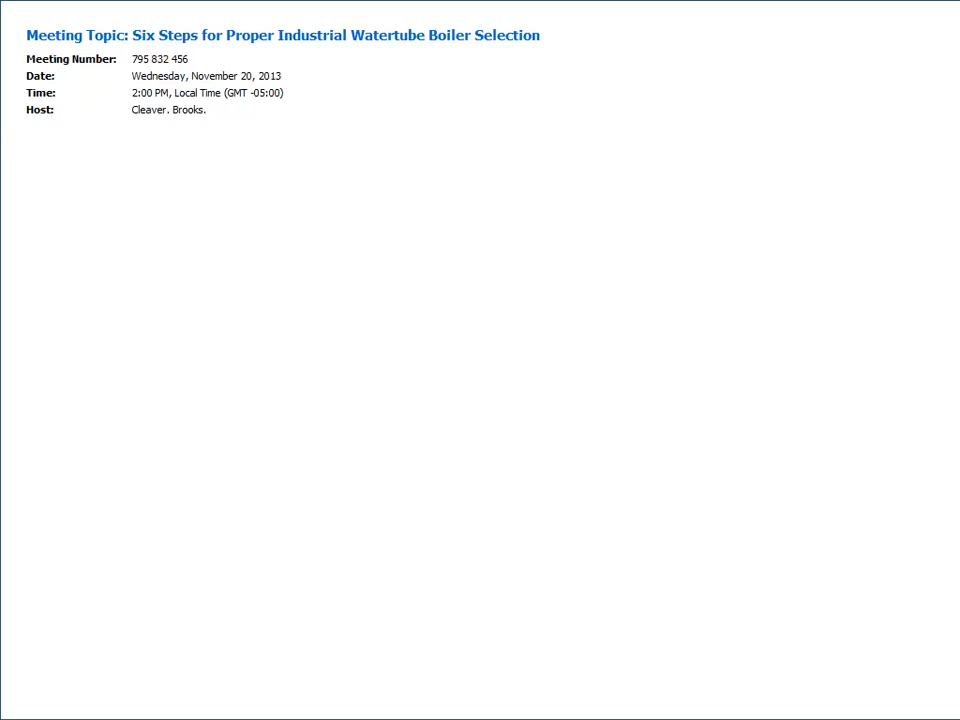 Meeting Topic: Six Steps for Proper Industrial Watertube Boiler Selection
Meeting Number: 795 832 456
Date: Wednesday, November 20, 2013
Time: 2:00 PM, Local Time (GMT -05:00)
Host: Cleaver. Brooks.